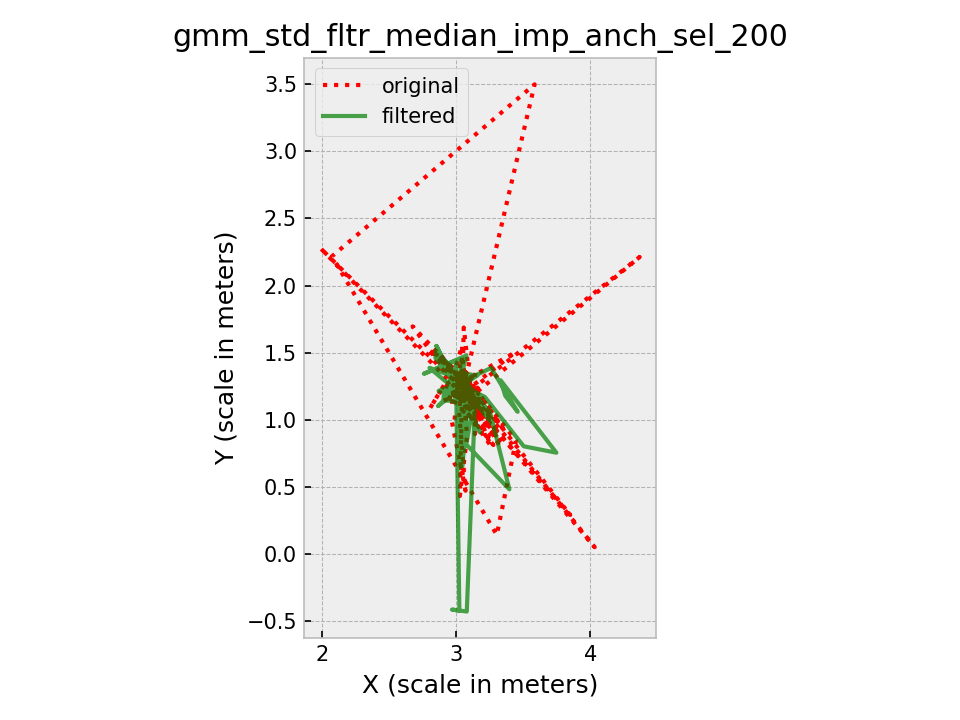 gmm_std_fltr_median_imp_anch_sel_200
original
filtered
3.5
3.0
2.5
2.0
1.5
1.0
0.5
0.0
−0.5
Y (scale in meters)
2 3 4
X (scale in meters)